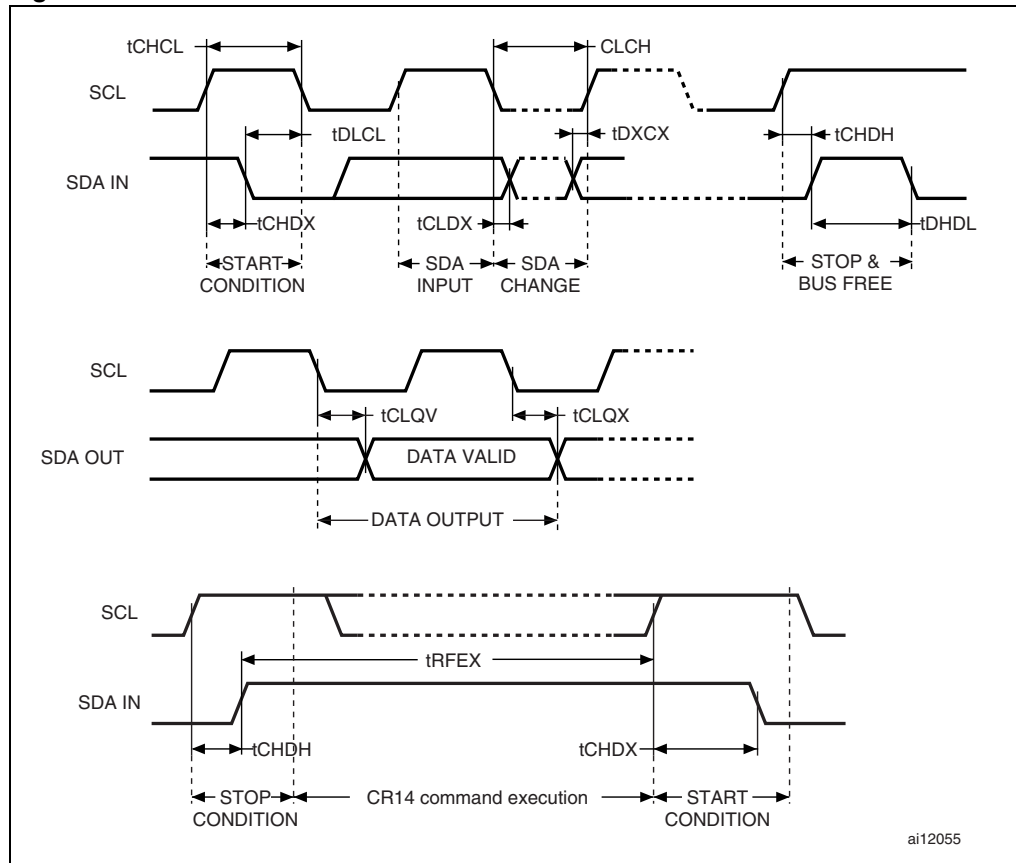 tCHCL
CLCH
SCL
tDLCL
tDXCX
tCHDH
SDA IN
tCHDX
tCLDX
tDHDL
START
CONDITION
SDA
INPUT
SDA
CHANGE
STOP &
BUS FREE
SCL
tCLQV
tCLQX
SDA OUT
DATA VALID
DATA OUTPUT
SCL
tRFEX
SDA IN
tCHDH
tCHDX
STOP
CONDITION
CR14 command execution
START
CONDITION
ai12055